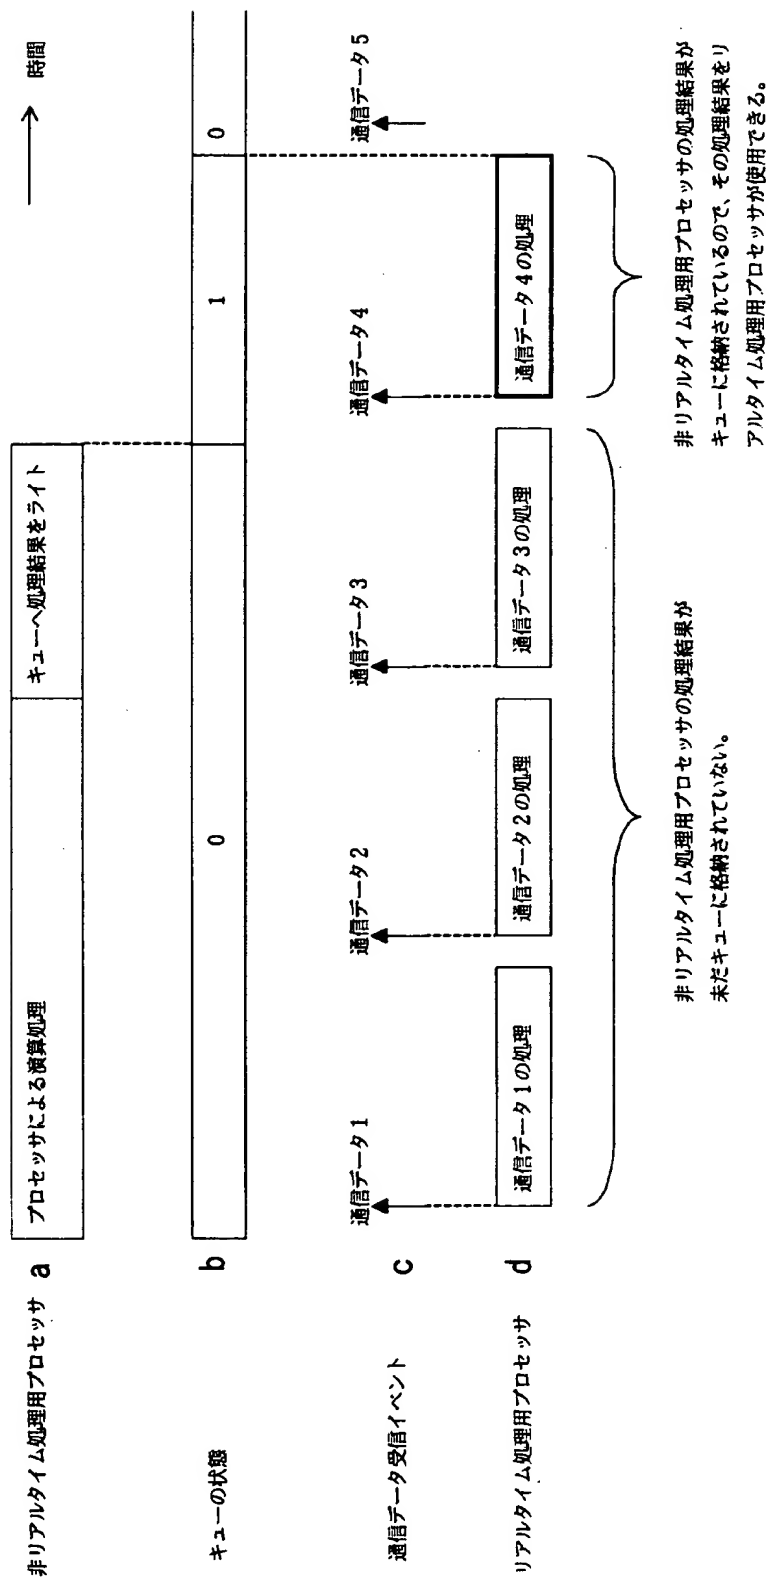 時間
非リアルタイム処理用プロセッサ
a
プロセッサによる演算処理
キューへ処理結果をライト
キューの状態
b
0
1
0
通信データ受信イベント
c
通信データ1
通信データ2
通信データ3
通信データ4
通信データ5
リアルタイム処理用プロセッサ
d
通信データ1の処理
通信データ2の処理
通信データ3の処理
通信データ4の処理
非リアルタイム処理用プロセッサの処理結果が
未だキューに格納されていない。
非リアルタイム処理用プロセッサの処理結果が
キューに格納されているので、その処理結果をリ
アルタイム処理用プロセッサが使用できる。